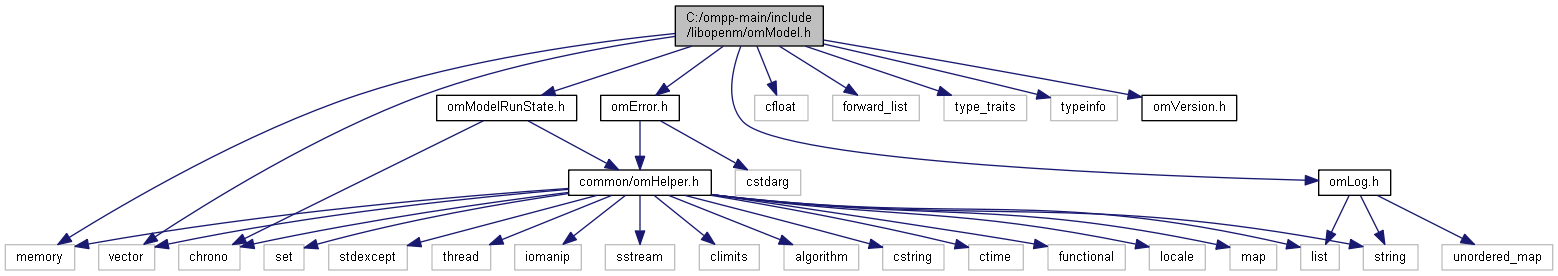 C:/ompp-main/include
/libopenm/omModel.h
omModelRunState.h
omError.h
cfloat
forward_list
type_traits
typeinfo
omVersion.h
common/omHelper.h
cstdarg
omLog.h
memory
vector
chrono
set
stdexcept
thread
iomanip
sstream
climits
algorithm
cstring
ctime
functional
locale
map
list
string
unordered_map